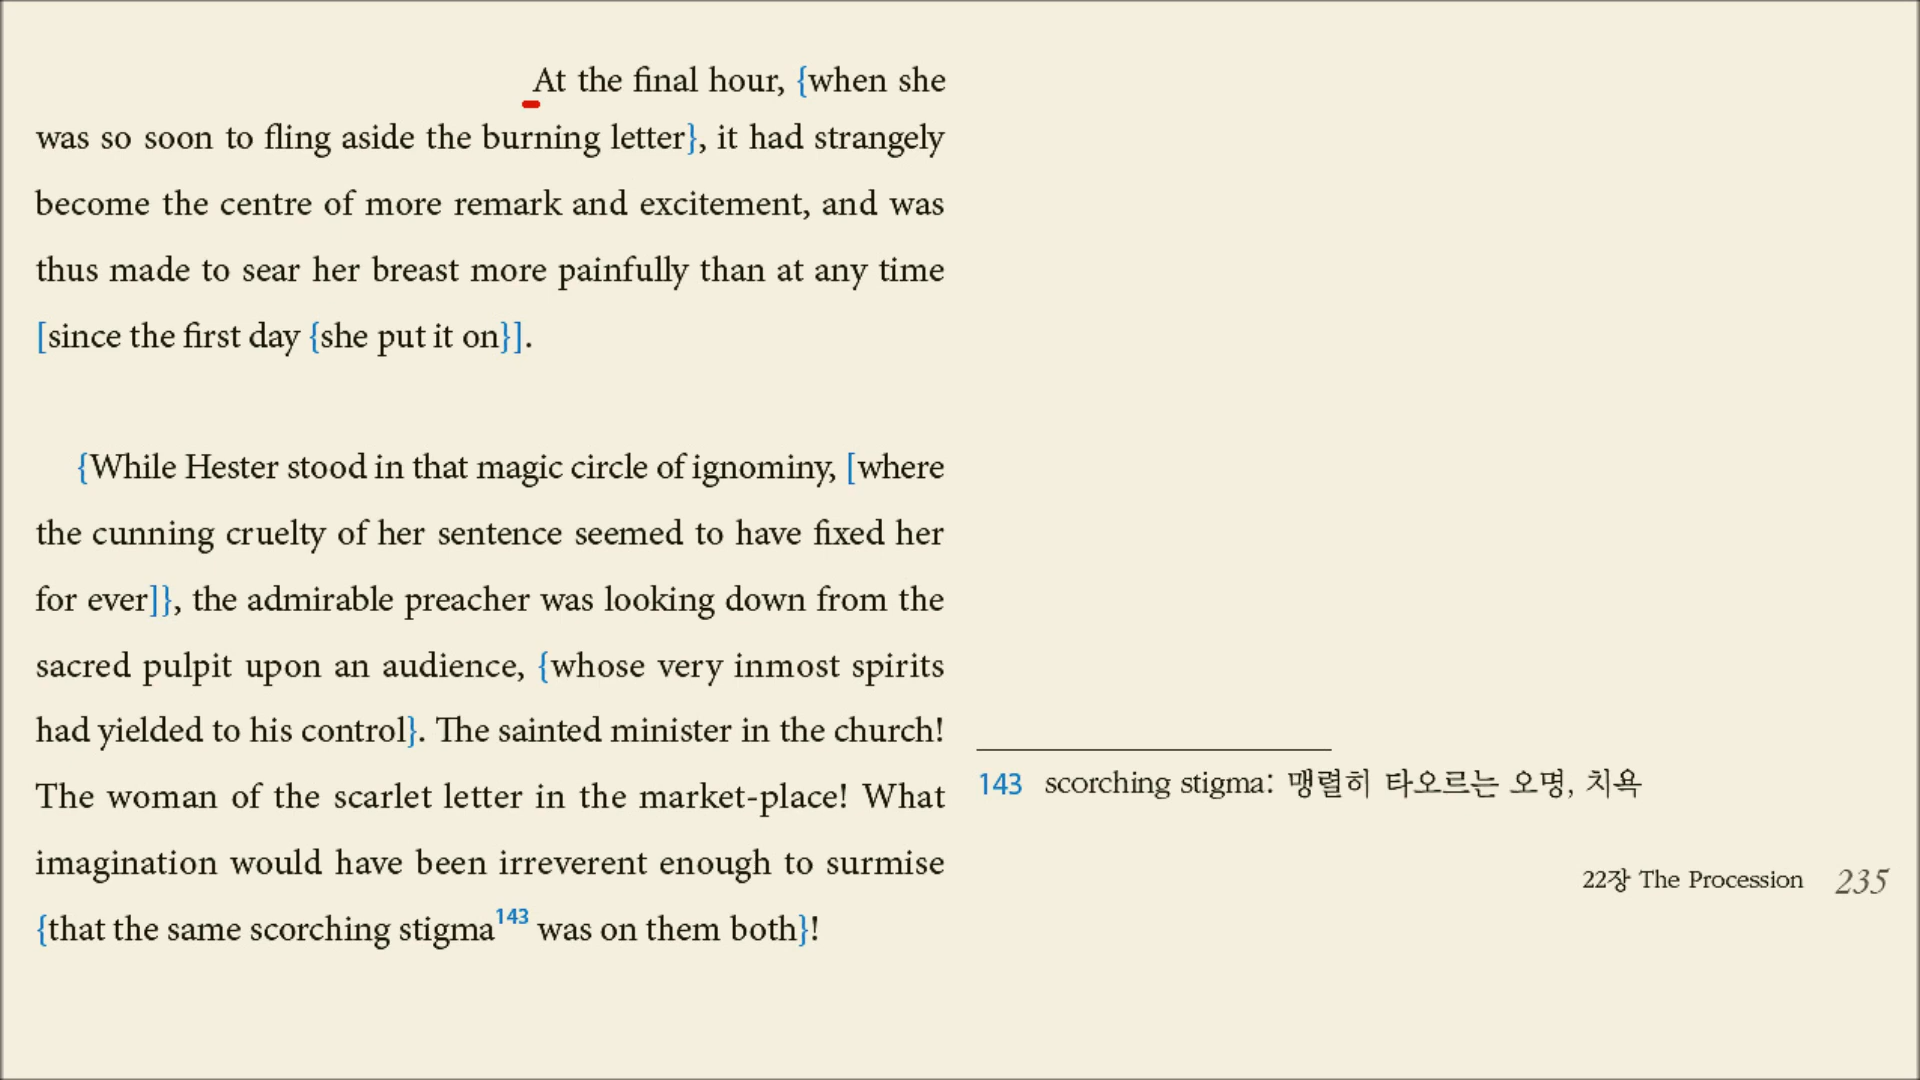 At the final hour, {when she
was so soon to fling aside the burning letter}, it had strangely
become the centre of more remark and excitement, and was
thus made to sear her breast more painfully than at any time
[since the first day {she put it on}].
{While Hester stood in that magic circle of ignominy, [where
the cunning cruelty of her sentence seemed to have fixed her
for ever]}, the admirable preacher was looking down from the
sacred pulpit upon an audience, {whose very inmost spirits
had yielded to his control}. The sainted minister in the church!
The woman of the scarlet letter in the market-place! What
imagination would have been irreverent enough to surmise
{that the same scorching stigma143 was on them both}!
143 scorching stigma: 맹렬히 타오르는 오명, 치욕
22장 The Procession 235